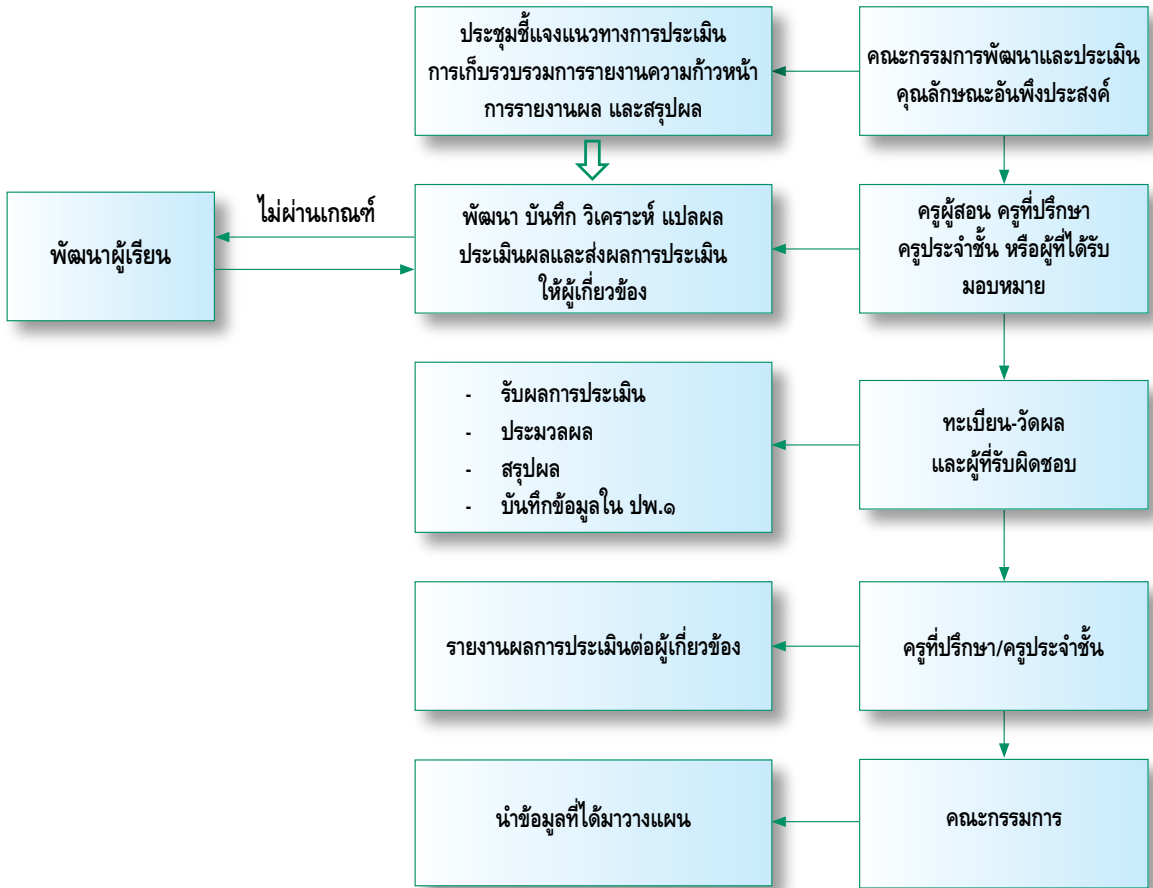 ประชุมชี้แจงแนวทางการประเมิน
การเก็บรวบรวมการรายงานความก้าวหน้า
การรายงานผล และสรุปผล
คณะกรรมการพัฒนาและประเมิน
คุณลักษณะอันพึงประสงค์
พัฒนาผู้เรียน
ไม่ผ่านเกณฑ์
พัฒนา บันทึก วิเคราะห์ แปลผล
ประเมินผลและส่งผลการประเมิน
ให้ผู้เกี่ยวข้อง
ครูผู้สอน ครูที่ปรึกษา
ครูประจำชั้น หรือผู้ที่ได้รับ
มอบหมาย
- รับผลการประเมิน
- ประมวลผล
- สรุปผล
- บันทึกข้อมูลใน ปพ.๑
ทะเบียน-วัดผล
และผู้ที่รับผิดชอบ
รายงานผลการประเมินต่อผู้เกี่ยวข้อง
ครูที่ปรึกษา/ครูประจำชั้น
นำข้อมูลที่ได้มาวางแผน
คณะกรรมการ